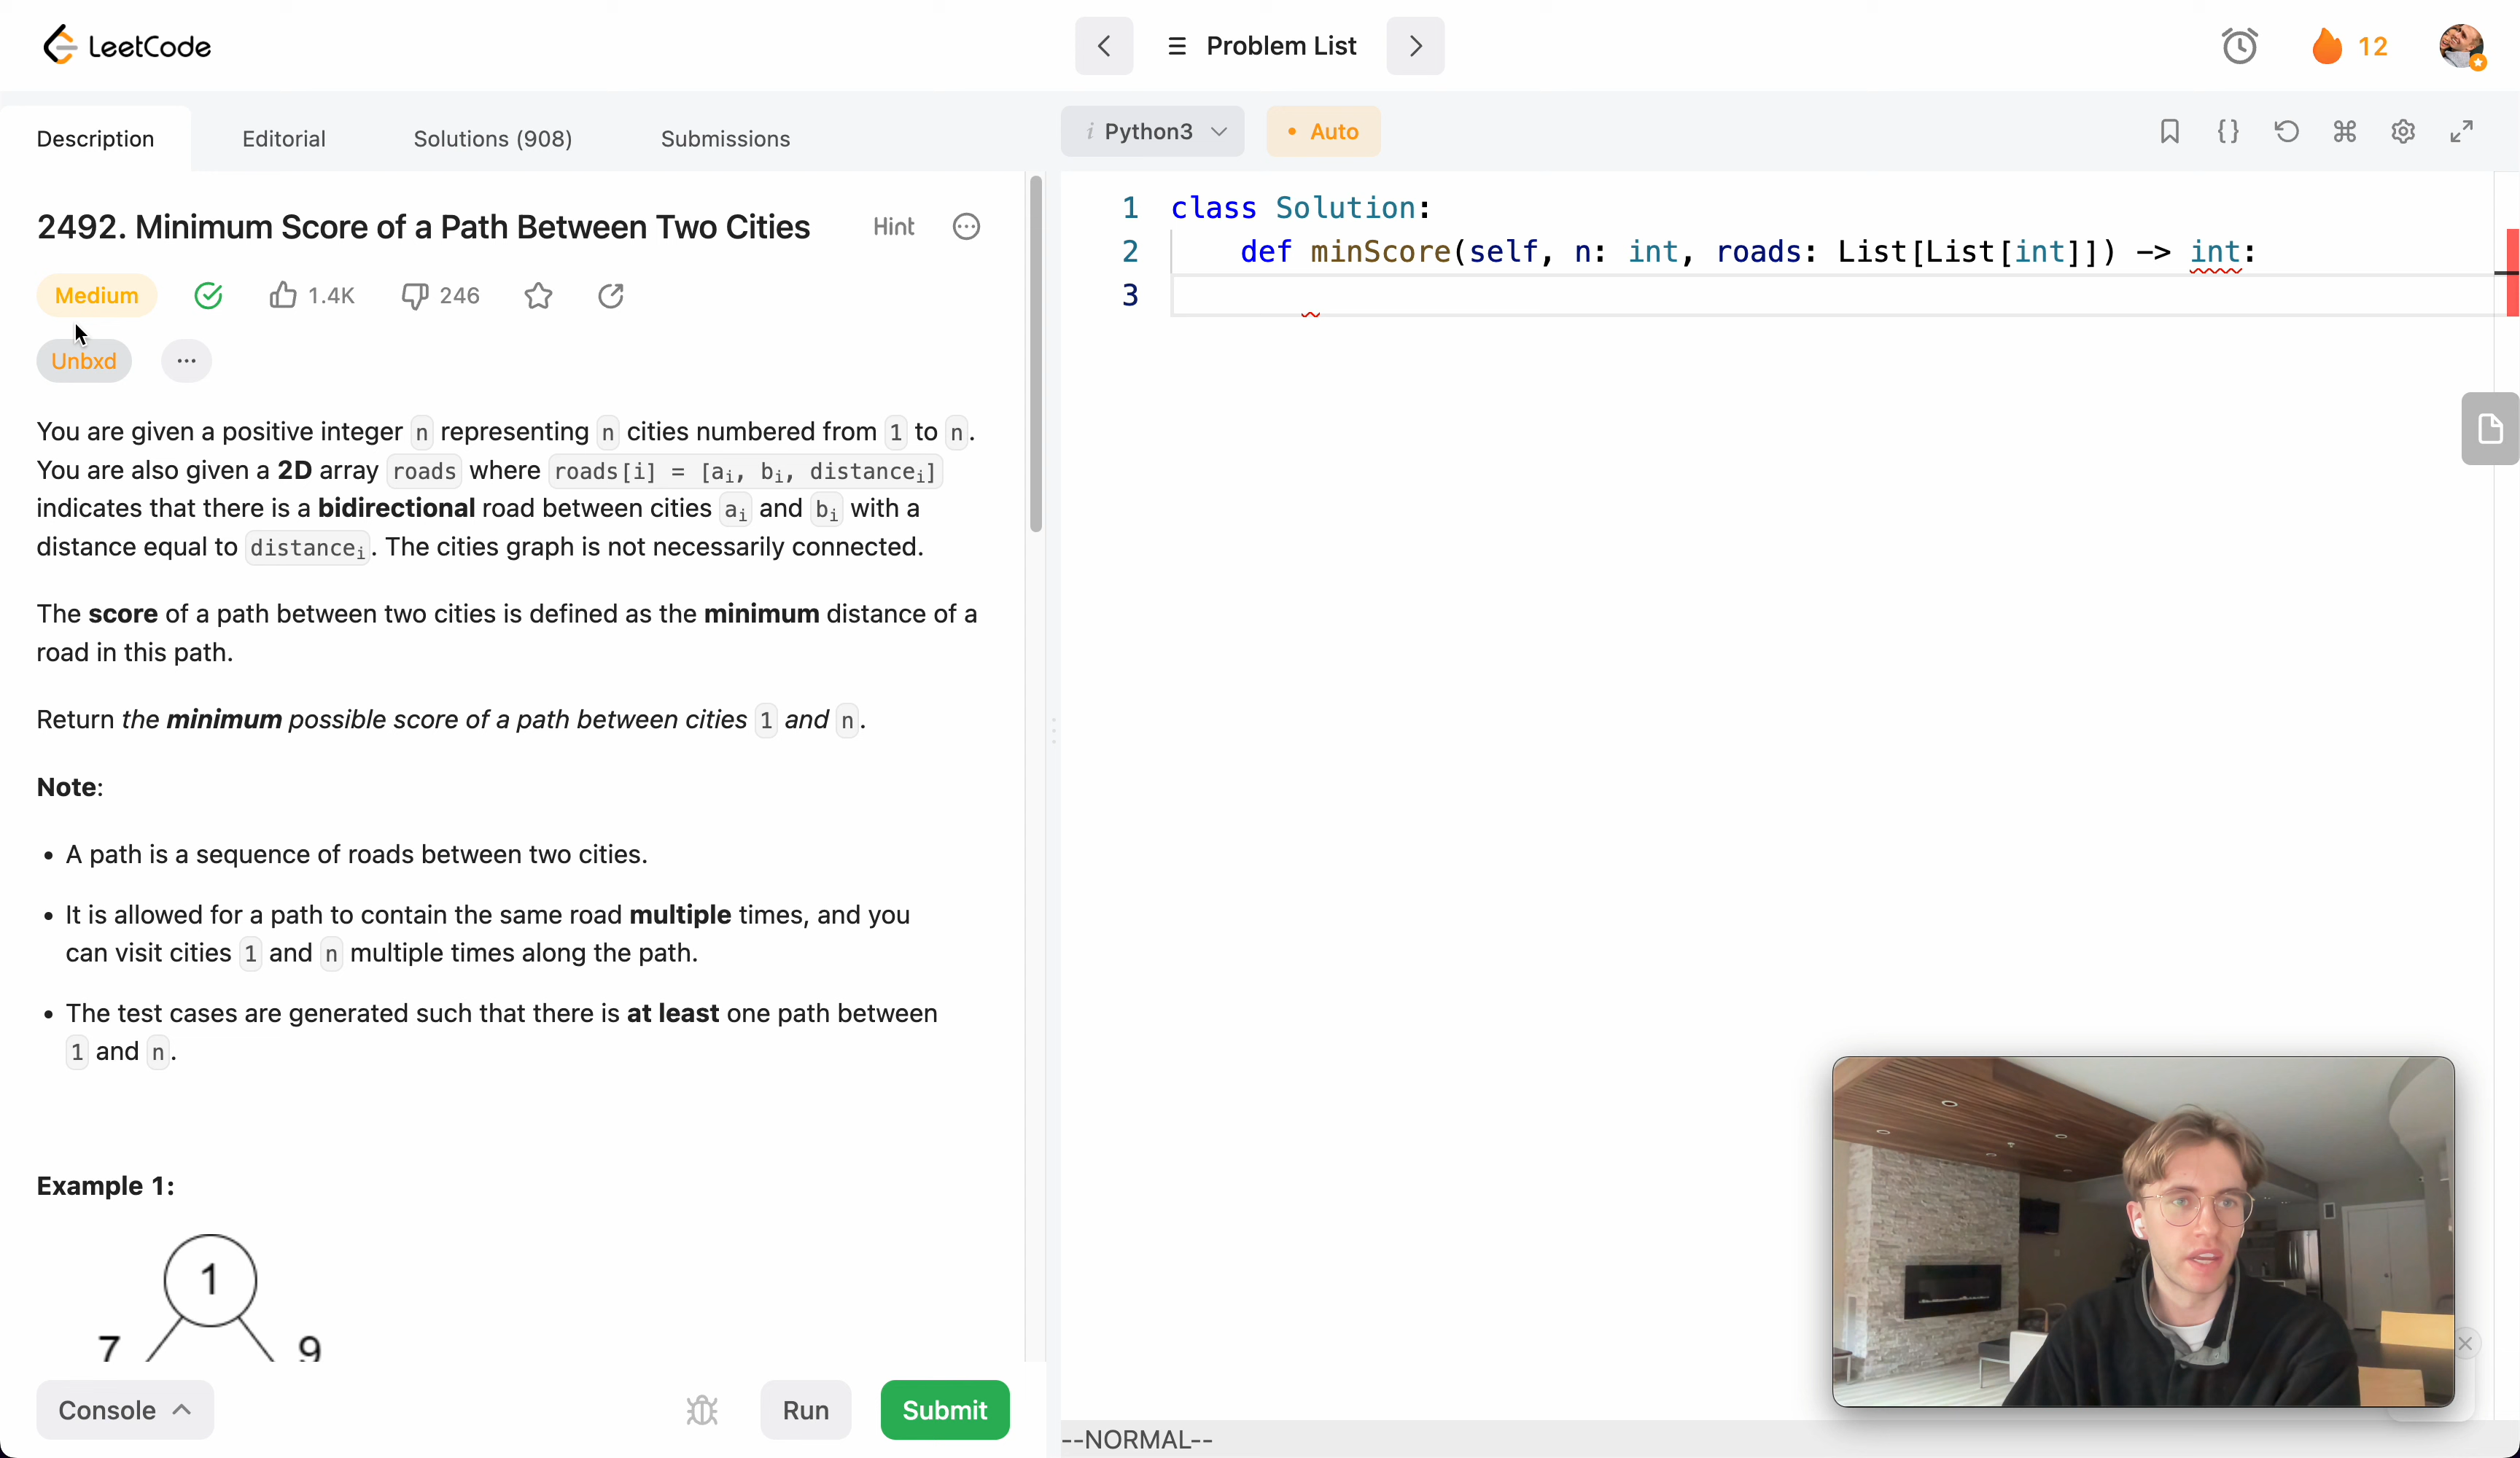 LeetCode
Problem List
12
Description
Editorial
Solutions (908)
Submissions
i Python3
• Auto
2492. Minimum Score of a Path Between Two Cities
Hint
Medium
1.4K
246
Unbxd
...
You are given a positive integer n representing n cities numbered from 1 to n.
You are also given a 2D array roads where roads[i] = [ai, bi, distancei]
indicates that there is a bidirectional road between cities ai and bi with a
distance equal to distancei. The cities graph is not necessarily connected.
The score of a path between two cities is defined as the minimum distance of a
road in this path.
Return the minimum possible score of a path between cities 1 and n.
Note:
• A path is a sequence of roads between two cities.
• It is allowed for a path to contain the same road multiple times, and you
can visit cities 1 and n multiple times along the path.
• The test cases are generated such that there is at least one path between
1 and n.
Example 1:
1
7 9
Console
Run
Submit
1 class Solution:
2 def minScore(self, n: int, roads: List[List[int]]) -> int:
3
--NORMAL--